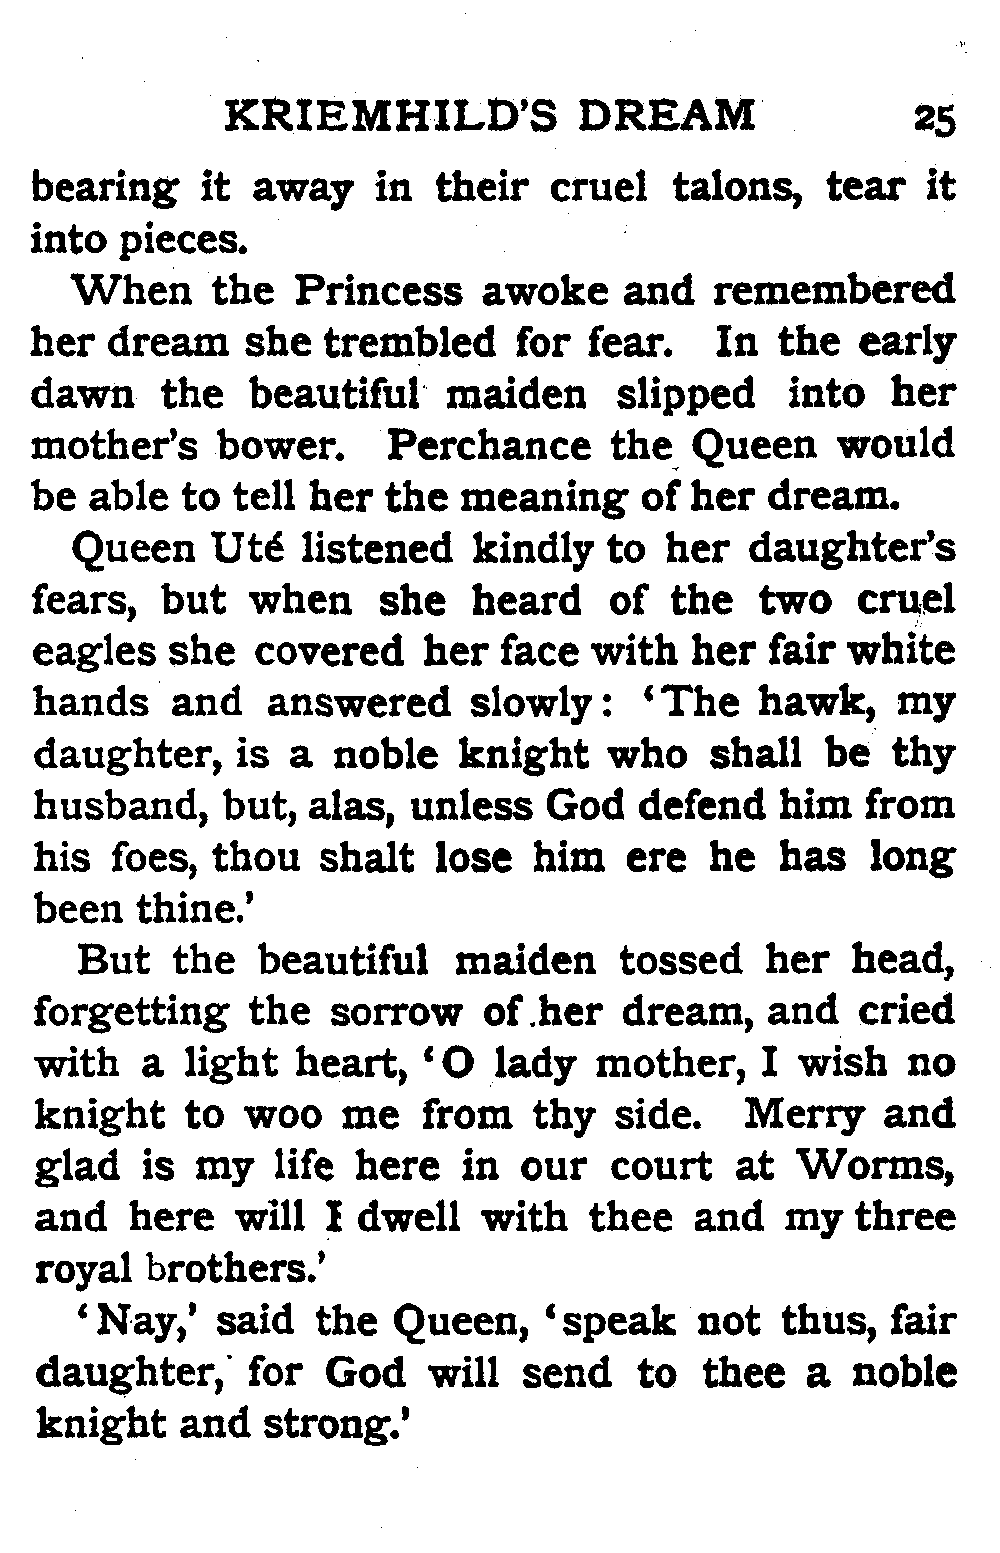 KRIEMHILD'S DREAM 25
bearing it away in their cruel talons, tear it
into pieces.
When the Princess awoke and remembered
her dream she trembled for fear. In the early
dawn the beautiful maiden slipped into her
mother's bower. Perchance the Queen would
be able to tell her the meaning of her dream.
Queen Uté listened kindly to her daughter's
fears, but when she heard of the two cruel
eagles she covered her face with her fair white
hands and answered slowly: 'The hawk, my
daughter, is a noble knight who shall be thy
husband, but, alas, unless God defend him from
his foes, thou shalt lose him ere he has long
been thine.'
But the beautiful maiden tossed her head,
forgetting the sorrow of her dream, and cried
with a light heart, 'O lady mother, I wish no
knight to woo me from thy side. Merry and
glad is my life here in our court at Worms,
and here will I dwell with thee and my three
royal brothers.'
'Nay,' said the Queen, 'speak not thus, fair
daughter, for God will send to thee a noble
knight and strong.'